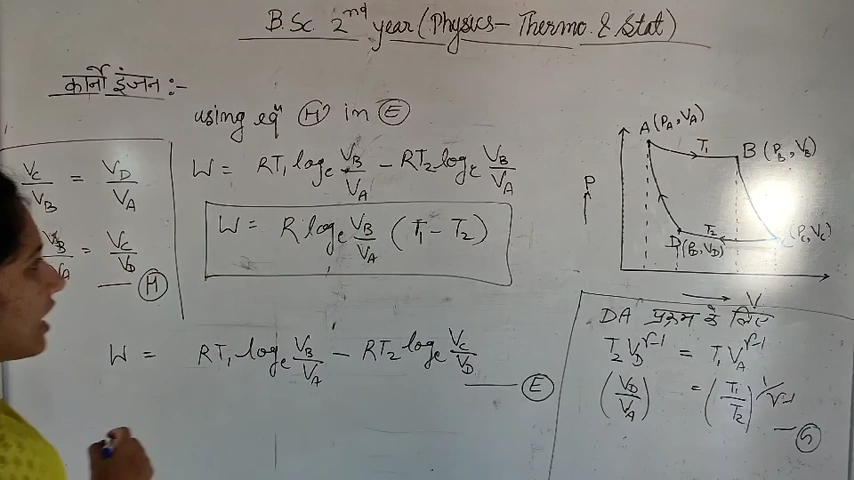 B.Sc. 2nd year (Physics- Thermo. & Stat)
कार्नो इंजन :-
using eqn (H) in (E)
V_C/V_B = V_D/V_A
V_B/V_A = V_C/V_D —(H)
W = RT₁ logₑ V_B/V_A - RT₂ logₑ V_B/V_A
W = R logₑ V_B/V_A (T₁ - T₂)
W = RT₁ logₑ V_B/V_A - RT₂ logₑ V_C/V_D —(E)
A (P_A, V_A)
T₁
B (P_B, V_B)
P
T₂
D (P_D, V_D)
C (P_C, V_C)
V
DA प्रक्रम के लिए
T₂ V_D^γ-1 = T₁ V_A^γ-1
(V_D/V_A) = (T₁/T₂)^1/γ-1 —(G)